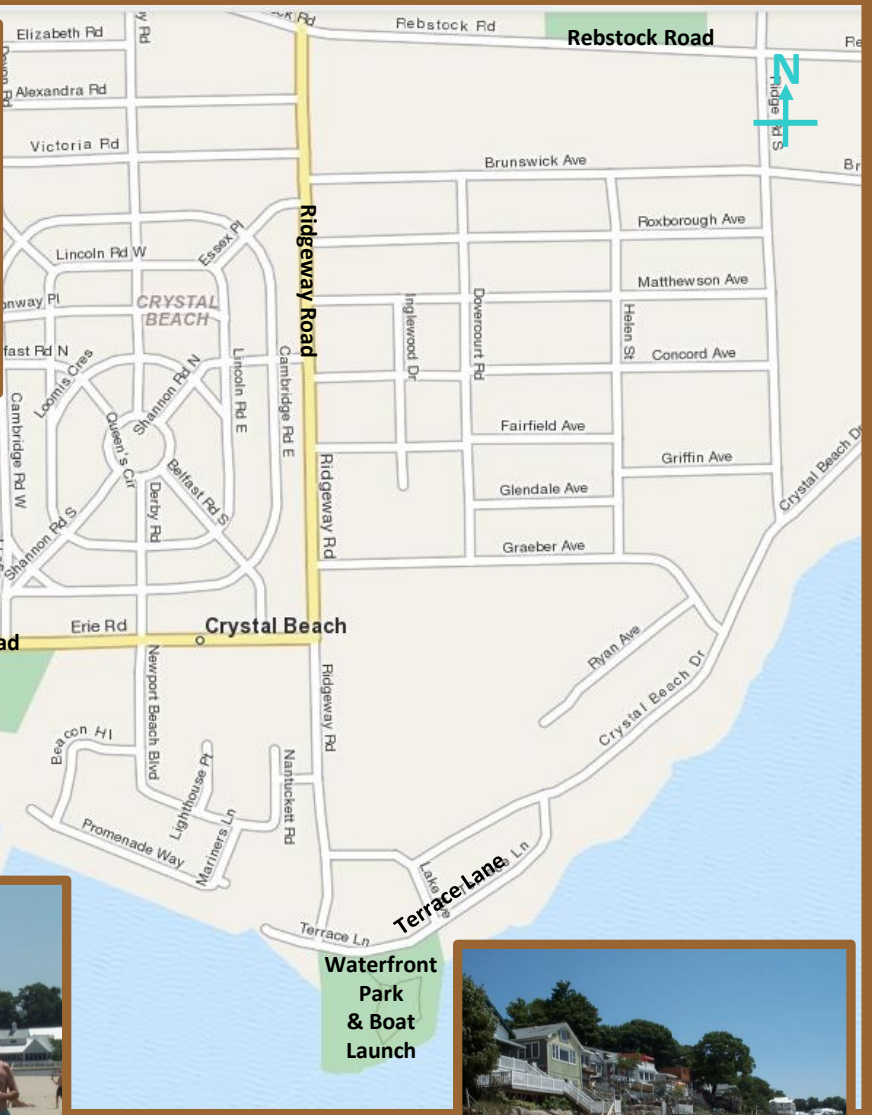 Rebstock Rd
Rebstock Road
Elizabeth Rd
N
Ridge Rd S
Alexandra Rd
Victoria Rd
Brunswick Ave
Ridgeway Road
Roxborough Ave
Essex Pl
Lincoln Rd W
Matthewson Ave
CRYSTAL
BEACH
Inglewood Dr
Dovercourt Rd
Helen St
Loomis Cres
Shannon Rd N
Lincoln Rd E
Cambridge Rd E
Concord Ave
Cambridge Rd W
Queen's Cir
Fairfield Ave
Griffin Ave
Belfast Rd S
Derby Rd
Ridgeway Rd
Glendale Ave
Crystal Beach Dr
Shannon Rd S
Graeber Ave
Erie Rd
Crystal Beach
Ryan Ave
Newport Beach Blvd
Ridgeway Rd
Crystal Beach Dr
Beacon Hl
Lighthouse Pt
Nantuckett Rd
Mariners Ln
Promenade Way
Terrace Lane
Terrace Ln
Waterfront
Park
& Boat
Launch